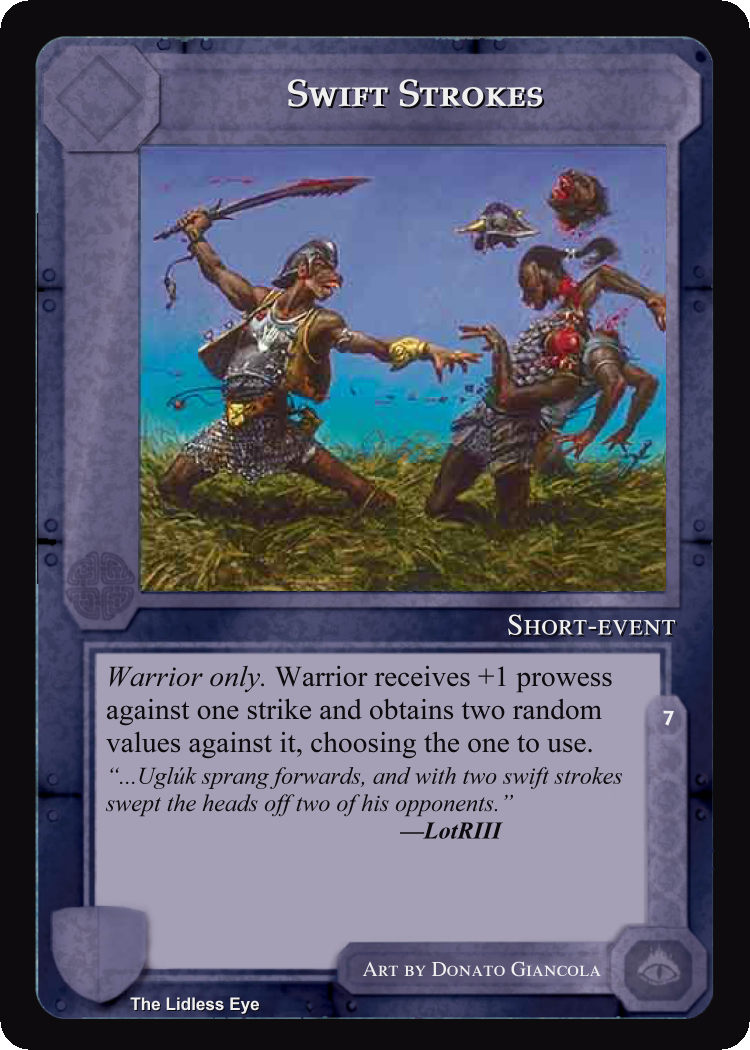 Swift Strokes
Short-event
Warrior only. Warrior receives +1 prowess
against one strike and obtains two random
values against it, choosing the one to use.
“...Uglúk sprang forwards, and with two swift strokes
swept the heads off two of his opponents.”
—LotRIII
7
Art by Donato Giancola
The Lidless Eye